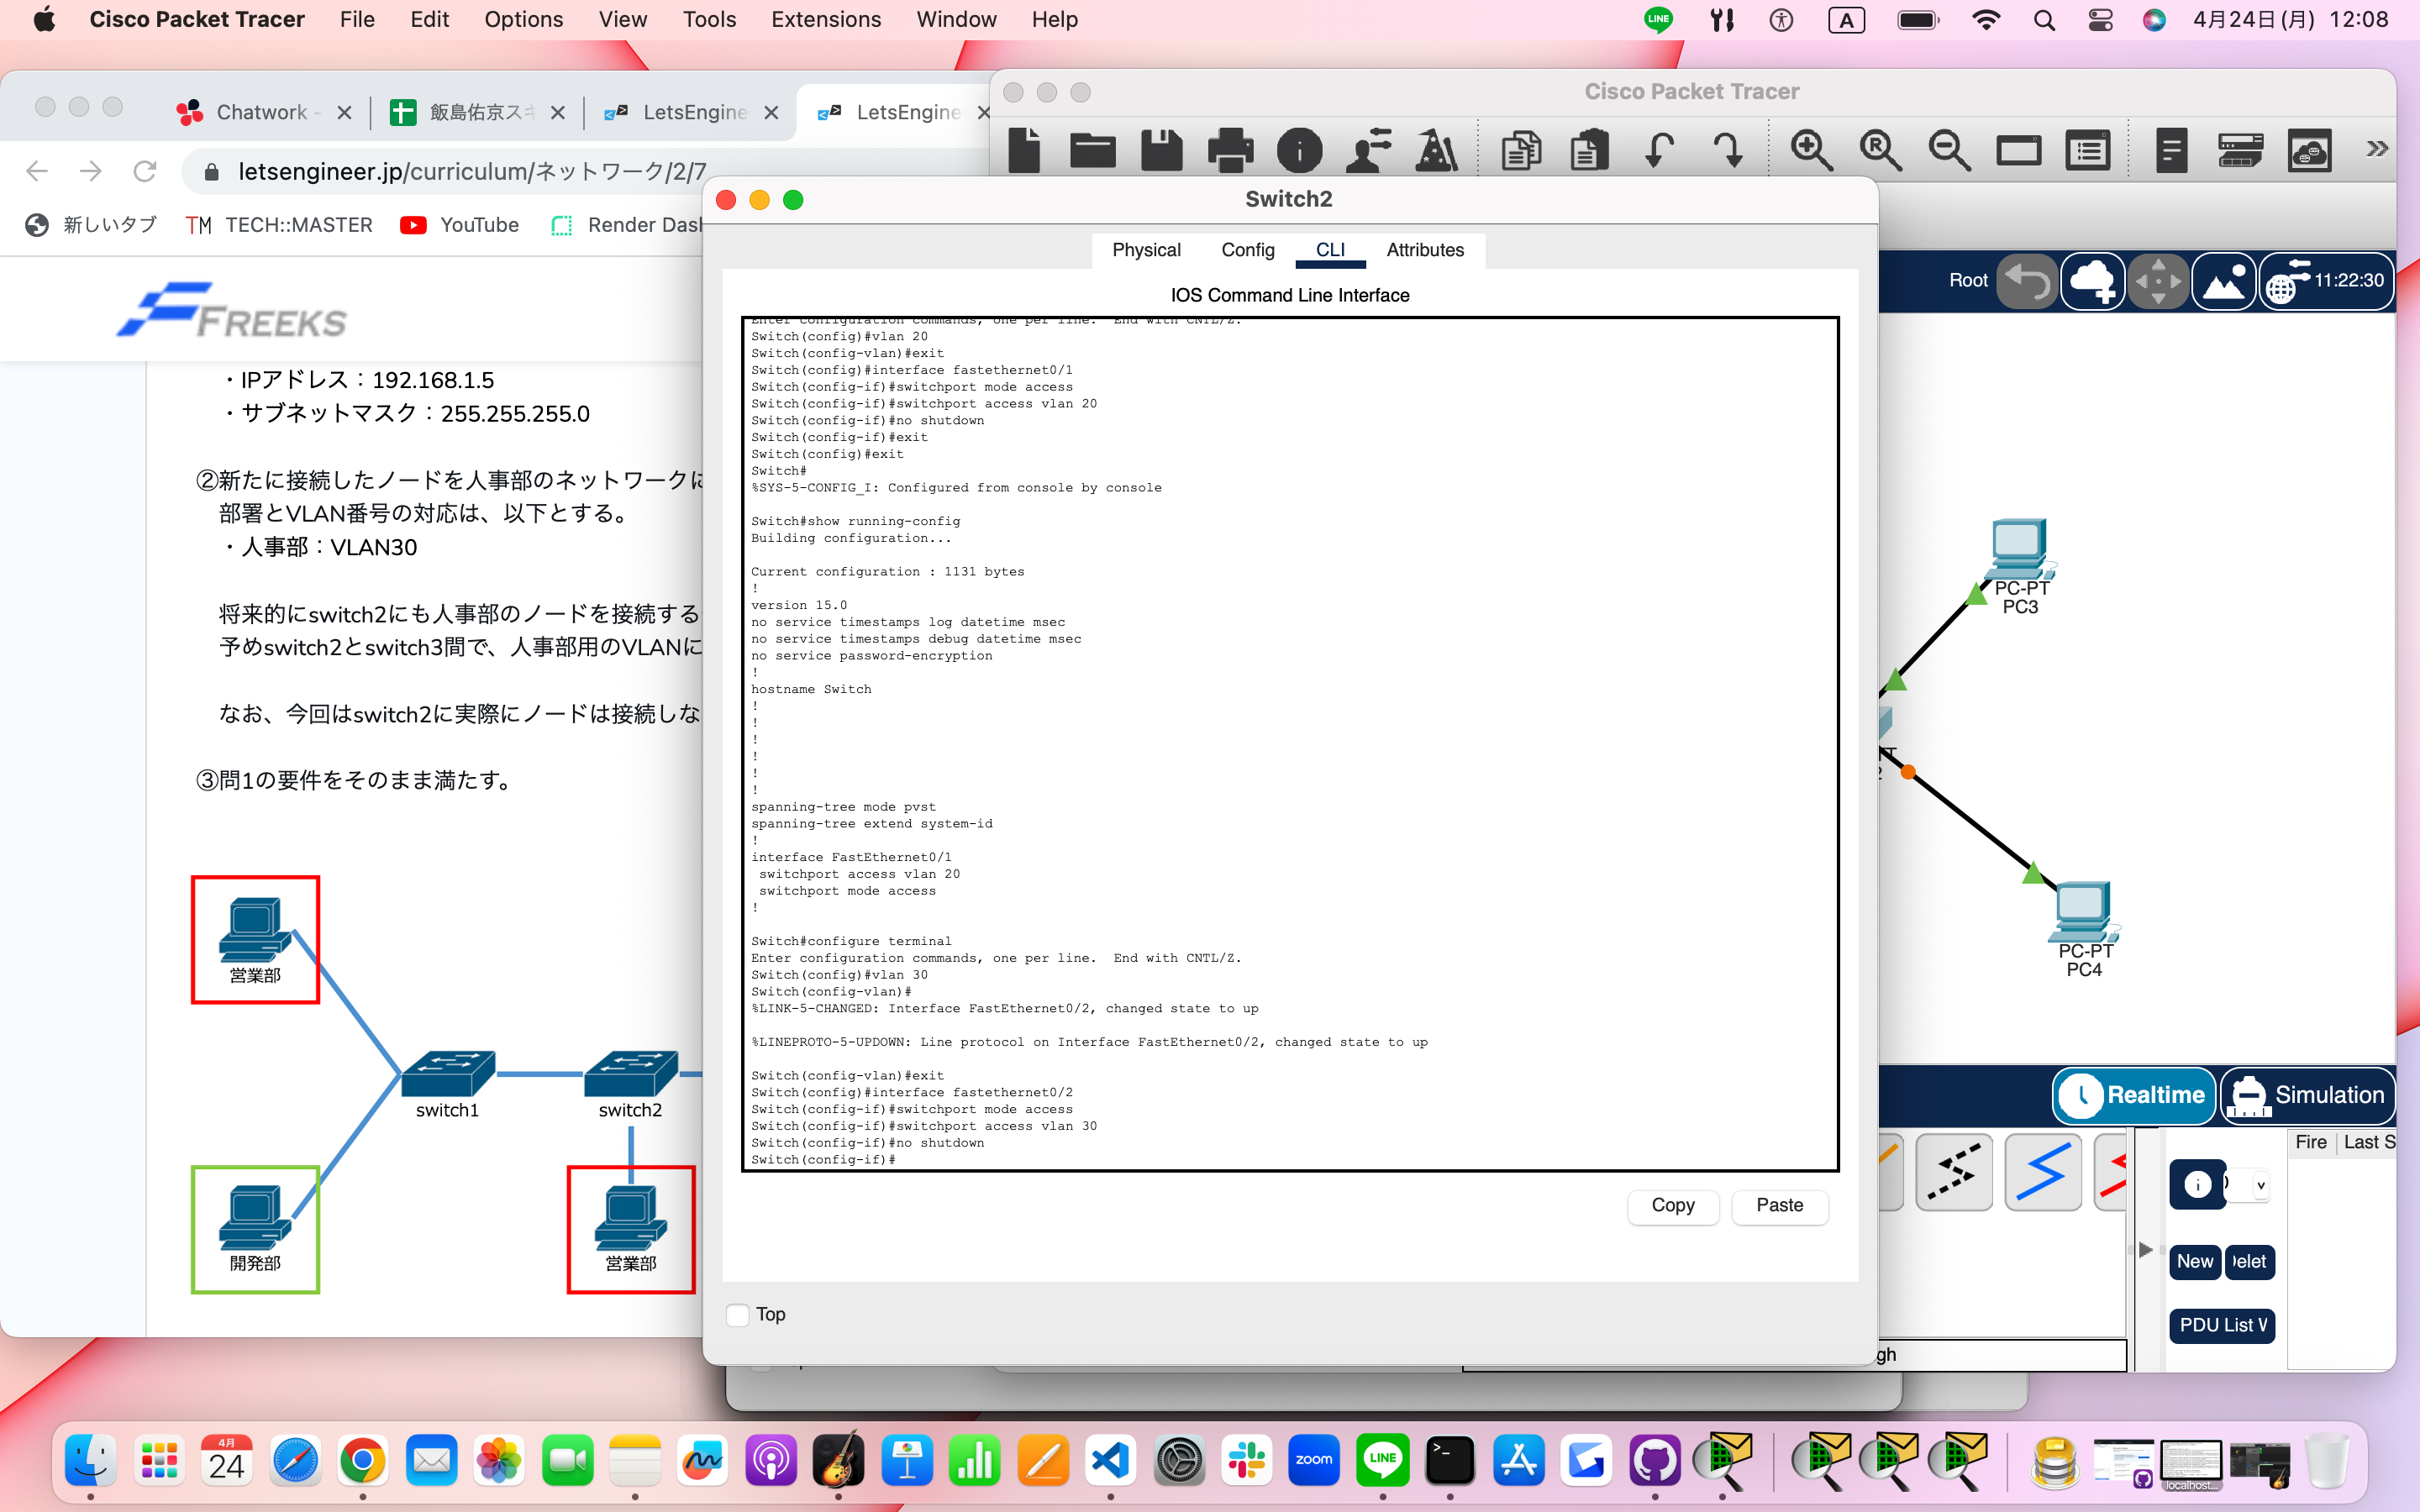 Cisco Packet Tracer File Edit Options View Tools Extensions Window Help LINE A 4月24日(月) 12:08
Chatwork - 飯島佑京スキ LetsEngine LetsEngine
Cisco Packet Tracer
letsengineer.jp/curriculum/ネットワーク/2/7
新しいタブ TM TECH::MASTER YouTube Render Dash
Switch2
Physical Config CLI Attributes
Root 11:22:30
FREEKS
・IPアドレス：192.168.1.5
・サブネットマスク：255.255.255.0
②新たに接続したノードを人事部のネットワークに
部署とVLAN番号の対応は、以下とする。
・人事部：VLAN30
将来的にswitch2にも人事部のノードを接続する
予めswitch2とswitch3間で、人事部用のVLANに
なお、今回はswitch2に実際にノードは接続しな
③問1の要件をそのまま満たす。
営業部
switch1
switch2
開発部
営業部
IOS Command Line Interface
Enter configuration commands, one per line.  End with CNTL/Z.
Switch(config)#vlan 20
Switch(config-vlan)#exit
Switch(config)#interface fastethernet0/1
Switch(config-if)#switchport mode access
Switch(config-if)#switchport access vlan 20
Switch(config-if)#no shutdown
Switch(config-if)#exit
Switch(config)#exit
Switch#
%SYS-5-CONFIG_I: Configured from console by console
Switch#show running-config
Building configuration...
Current configuration : 1131 bytes
!
version 15.0
no service timestamps log datetime msec
no service timestamps debug datetime msec
no service password-encryption
!
hostname Switch
!
!
!
!
!
!
spanning-tree mode pvst
spanning-tree extend system-id
!
interface FastEthernet0/1
switchport access vlan 20
switchport mode access
!
Switch#configure terminal
Enter configuration commands, one per line.  End with CNTL/Z.
Switch(config)#vlan 30
Switch(config-vlan)#
%LINK-5-CHANGED: Interface FastEthernet0/2, changed state to up
%LINEPROTO-5-UPDOWN: Line protocol on Interface FastEthernet0/2, changed state to up
Switch(config-vlan)#exit
Switch(config)#interface fastethernet0/2
Switch(config-if)#switchport mode access
Switch(config-if)#switchport access vlan 30
Switch(config-if)#no shutdown
Switch(config-if)#
Copy Paste
Top
PC-PT
PC3
PC-PT
PC4
Realtime Simulation
Fire Last S
New Delet
PDU List W
4月
24
zoom
LINE
localhost...